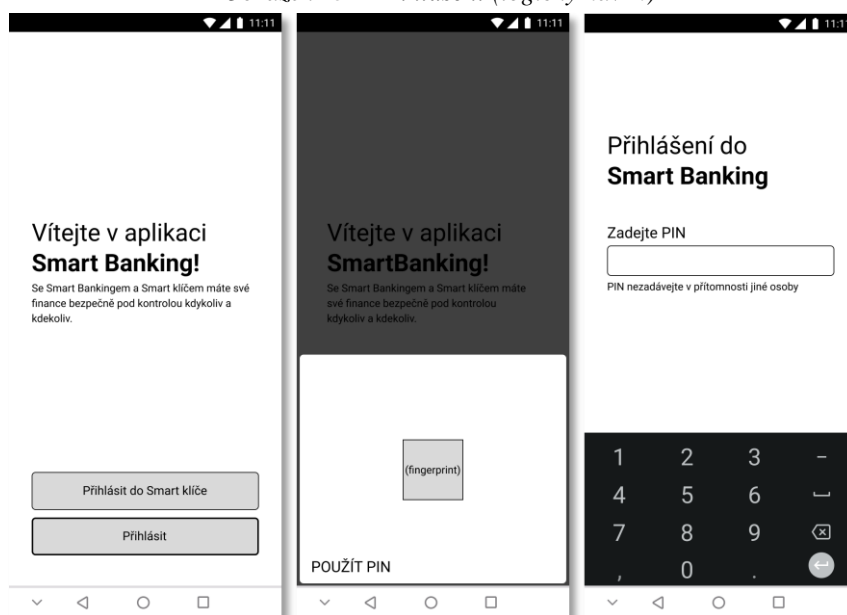 11:11
Vítejte v aplikaci
Smart Banking!
Se Smart Bankingem a Smart klíčem máte své
finance bezpečně pod kontrolou kdykoliv a
kdekoliv.
Přihlásit do Smart klíče
Přihlásit
11:11
Vítejte v aplikaci
SmartBanking!
Se Smart Bankingem a Smart klíčem máte
své finance bezpečně pod kontrolou
kdykoliv a kdekoliv.
(fingerprint)
POUŽÍT PIN
11:11
Přihlášení do
Smart Banking
Zadejte PIN
PIN nezadávejte v přítomnosti jiné osoby
1 2 3 –
4 5 6
7 8 9
, 0 .